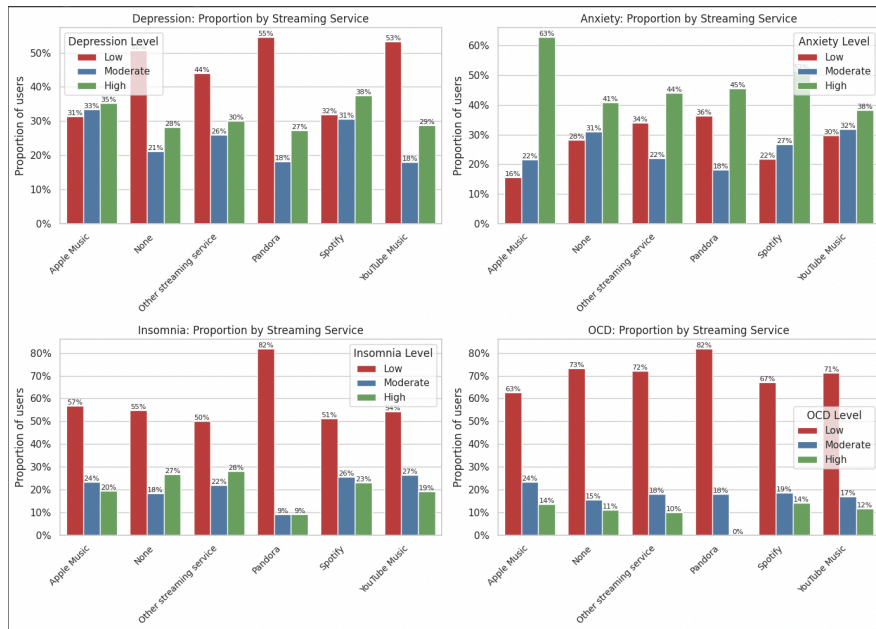 Depression: Proportion by Streaming Service
Proportion of users
50%
40%
30%
20%
10%
0%
Depression Level
Low
Moderate
High
31%
33%
35%
21%
28%
44%
26%
30%
55%
18%
27%
32%
31%
38%
53%
18%
29%
Apple Music
None
Other streaming service
Pandora
Spotify
YouTube Music
Anxiety: Proportion by Streaming Service
Proportion of users
60%
50%
40%
30%
20%
10%
0%
Anxiety Level
Low
Moderate
High
16%
22%
63%
28%
31%
41%
34%
22%
44%
36%
18%
45%
22%
27%
30%
32%
38%
Apple Music
None
Other streaming service
Pandora
Spotify
YouTube Music
Insomnia: Proportion by Streaming Service
Proportion of users
80%
70%
60%
50%
40%
30%
20%
10%
0%
Insomnia Level
Low
Moderate
High
57%
24%
20%
55%
18%
27%
50%
22%
28%
82%
9%
9%
51%
26%
23%
54%
27%
19%
Apple Music
None
Other streaming service
Pandora
Spotify
YouTube Music
OCD: Proportion by Streaming Service
Proportion of users
80%
70%
60%
50%
40%
30%
20%
10%
0%
OCD Level
Low
Moderate
High
63%
24%
14%
73%
15%
11%
72%
18%
10%
82%
18%
0%
67%
19%
14%
71%
17%
12%
Apple Music
None
Other streaming service
Pandora
Spotify
YouTube Music